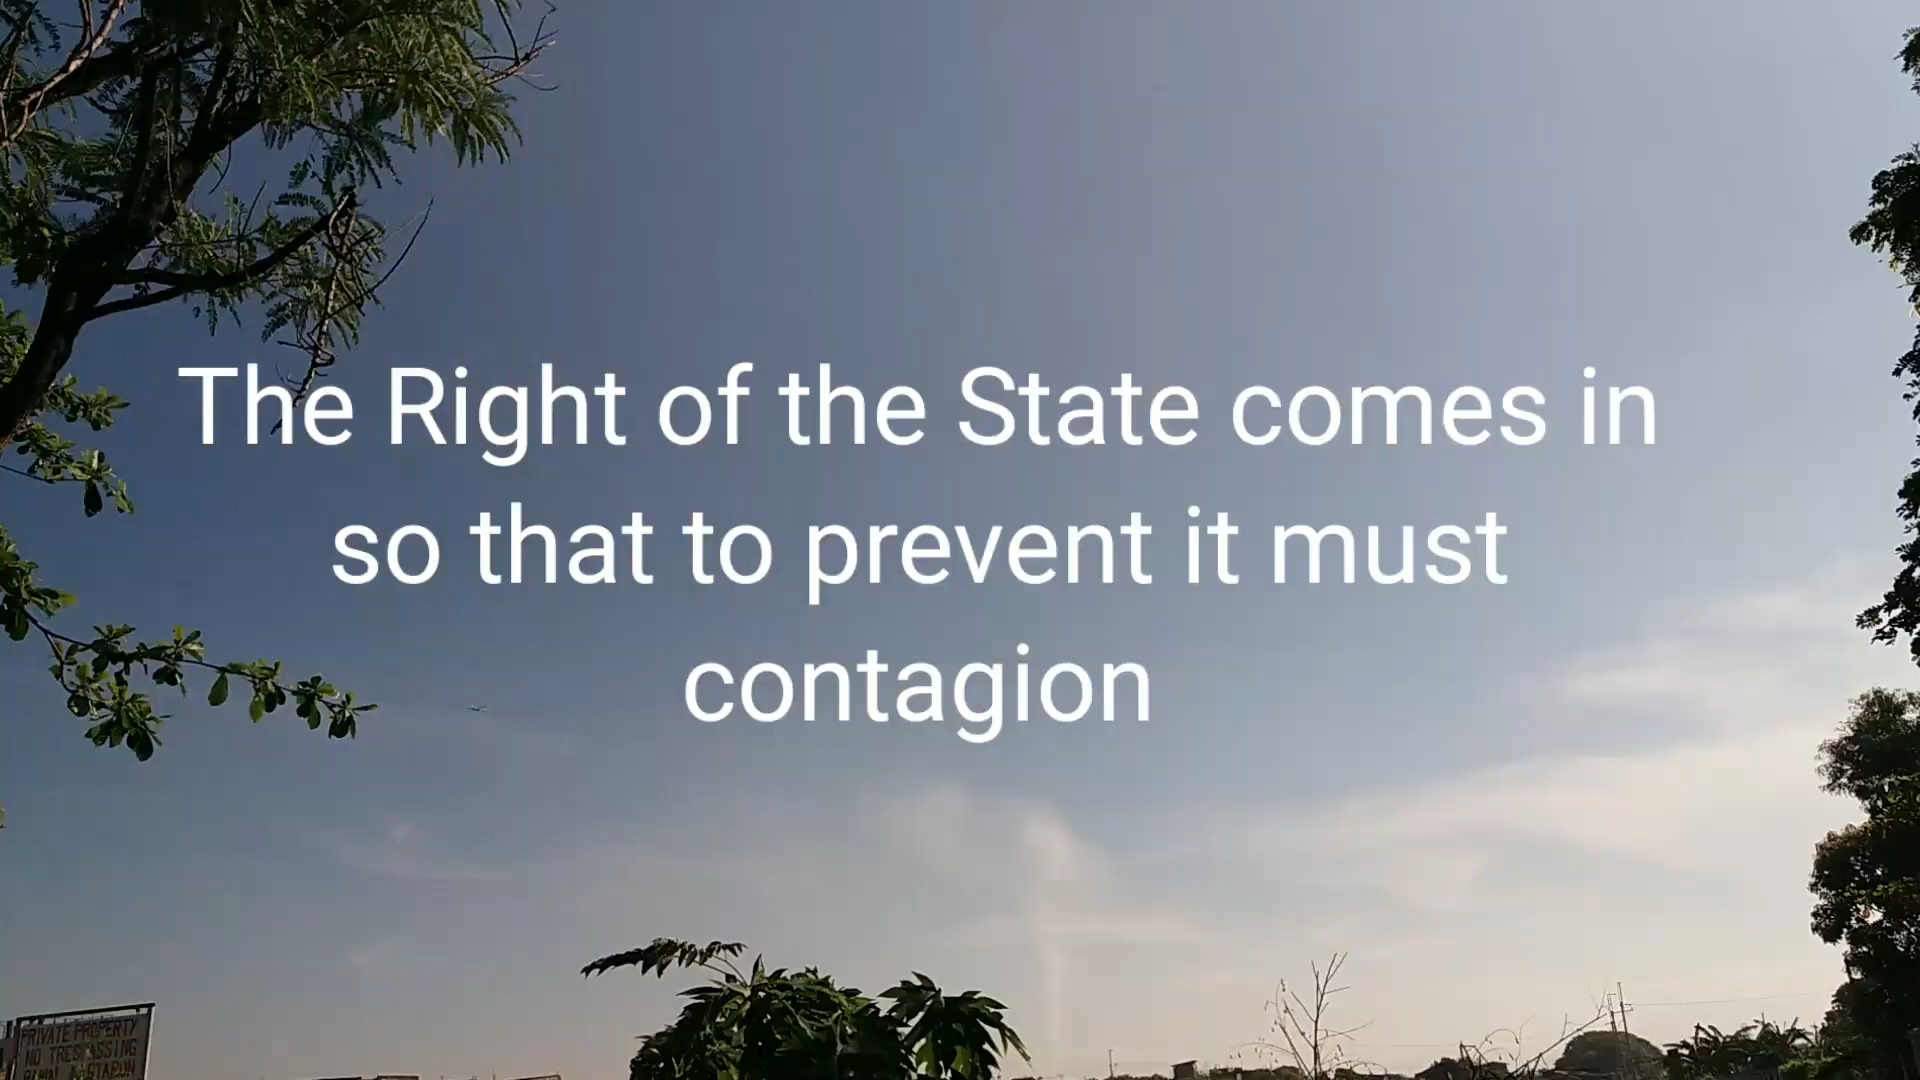 The Right of the State comes in
so that to prevent it must
contagion
PRIVATE PROPERTY
NO TRESPASSING